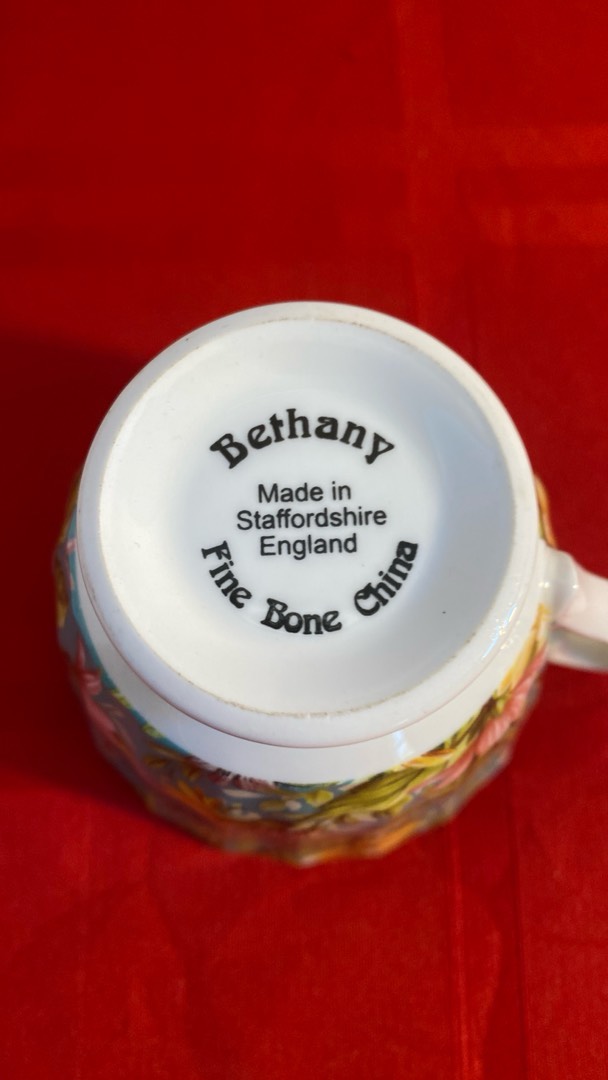 Bethany
Made in
Staffordshire
England
Fine Bone China